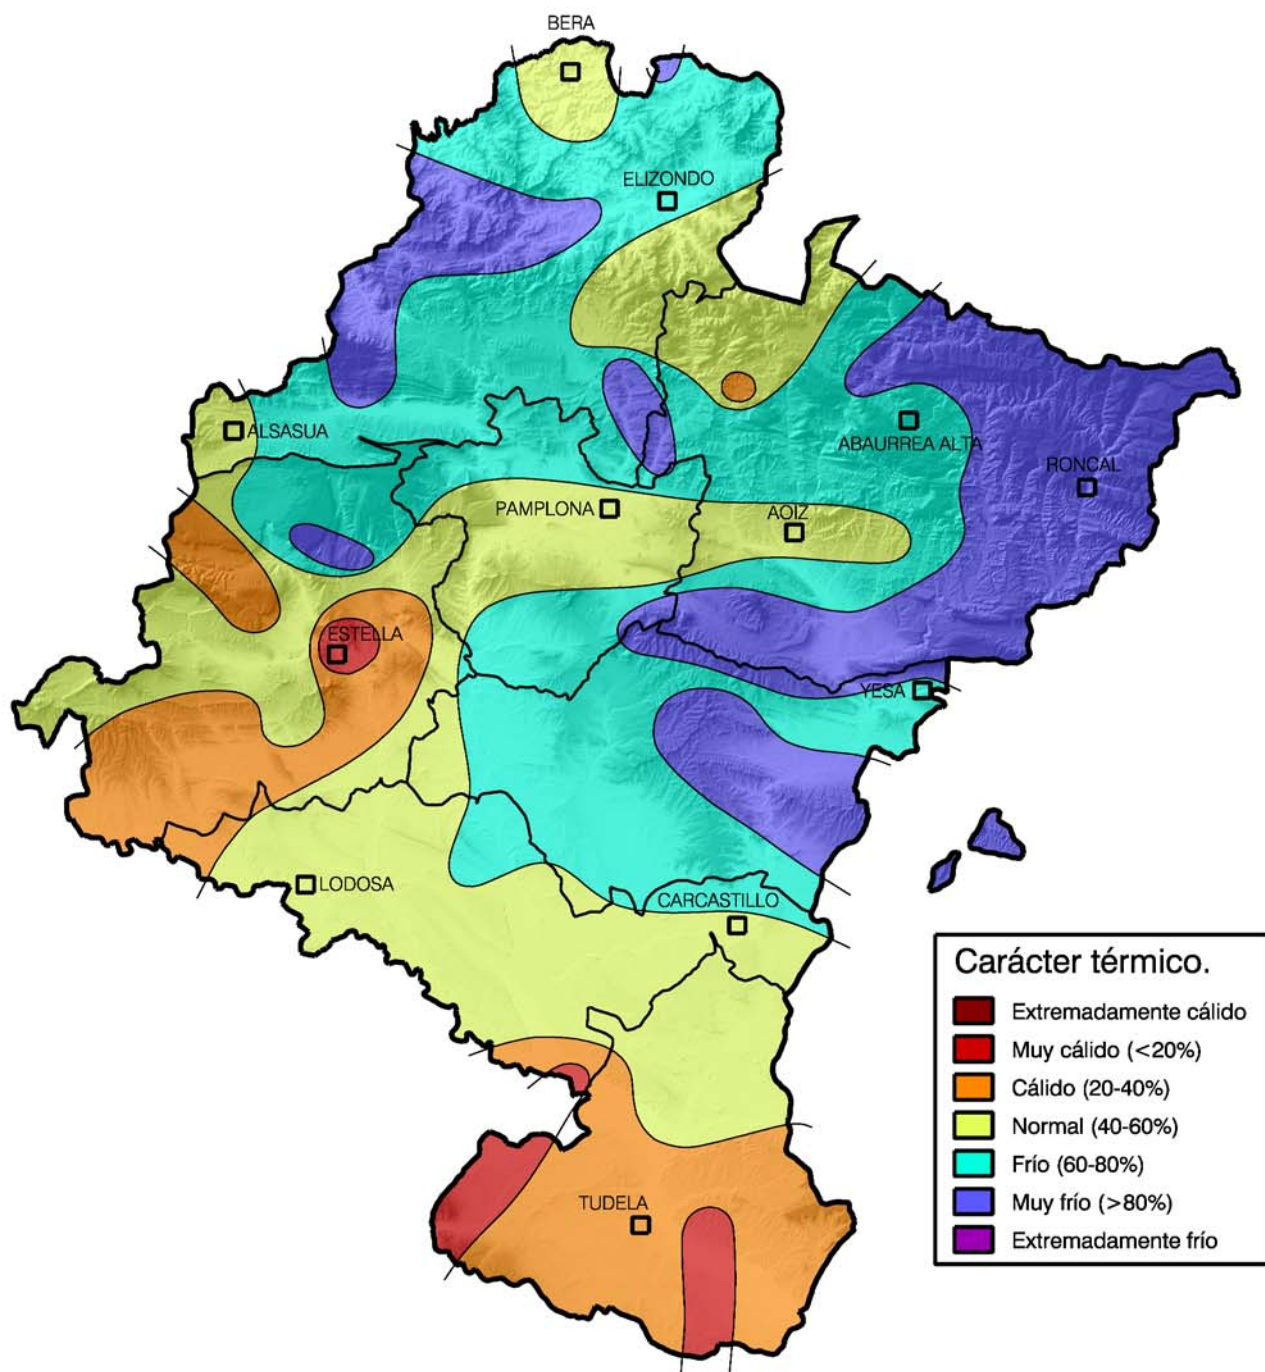 BERA
ELIZONDO
ALSASUA
ABAURREA ALTA
RONCAL
PAMPLONA
AOIZ
ESTELLA
YESA
LODOSA
CARCASTILLO
TUDELA
Carácter térmico.
Extremadamente cálido
Muy cálido (<20%)
Cálido (20-40%)
Normal (40-60%)
Frío (60-80%)
Muy frío (>80%)
Extremadamente frío